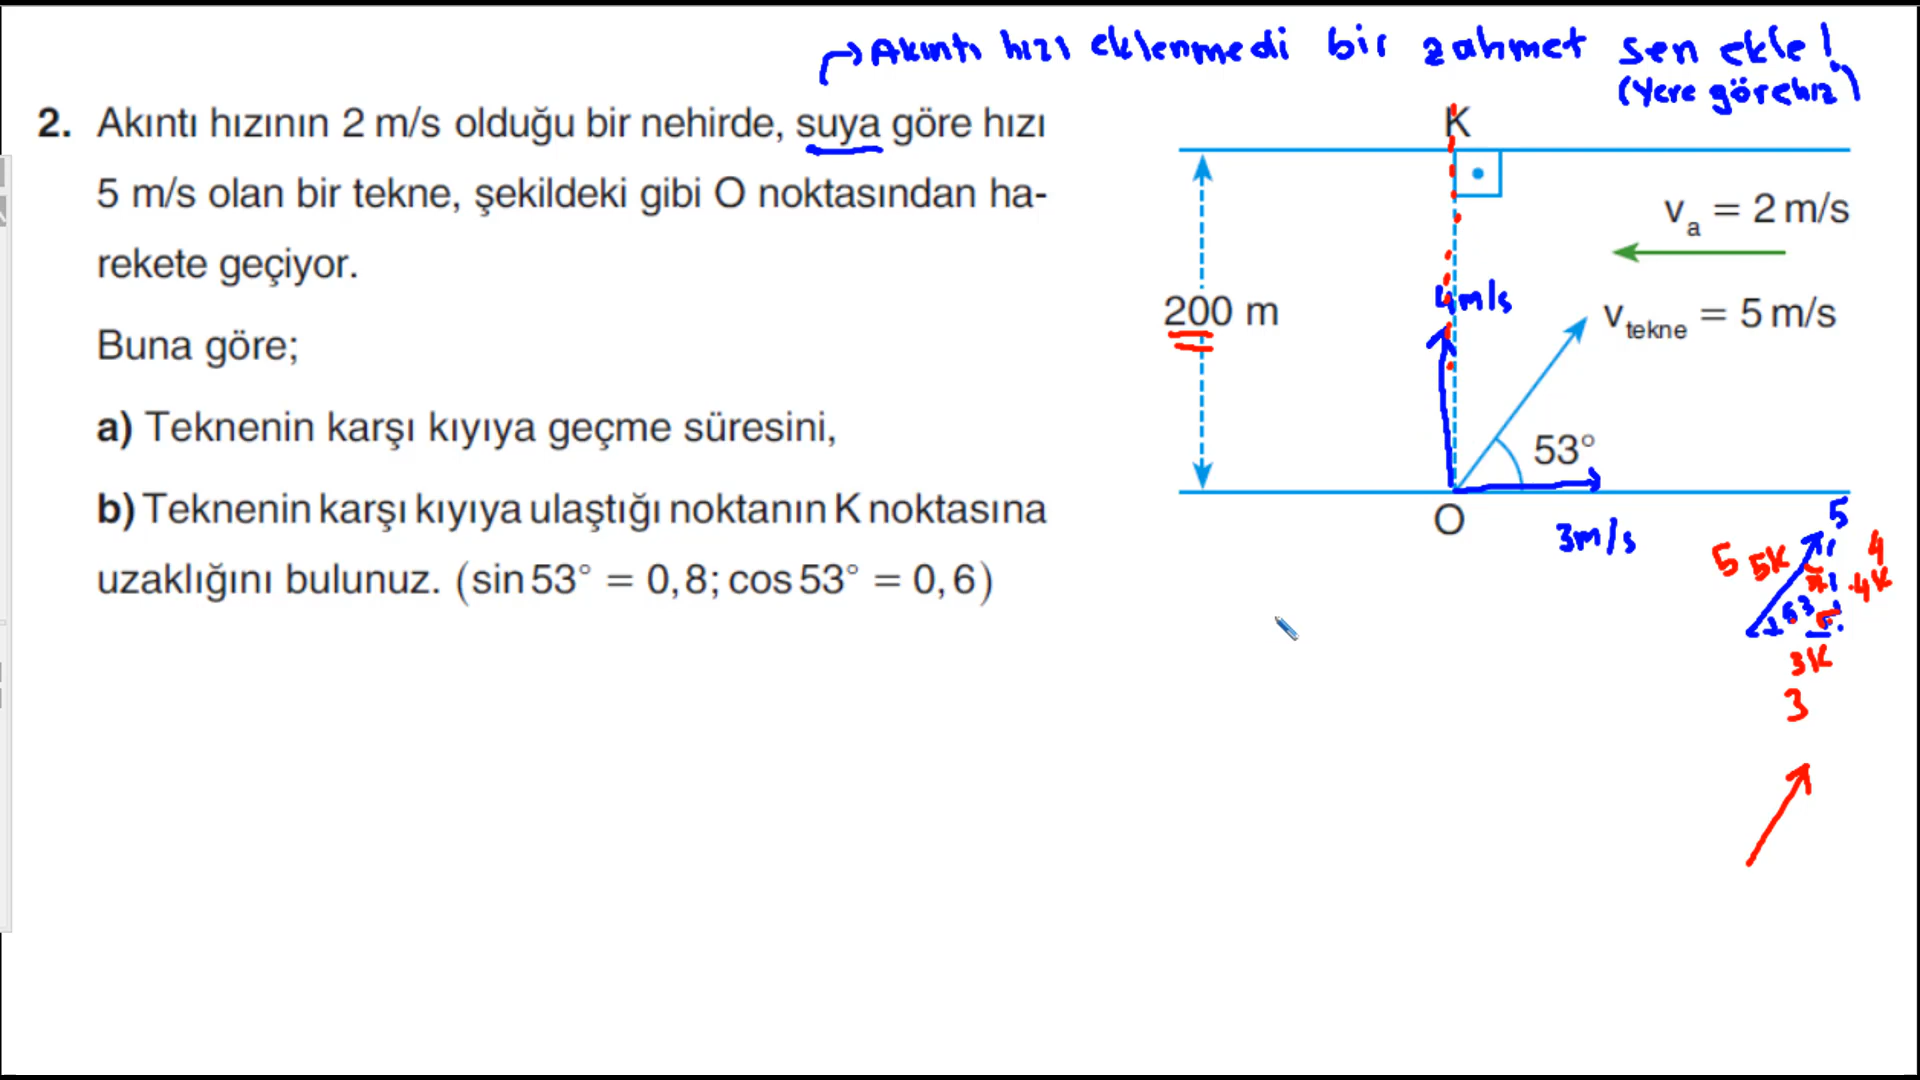 Akıntı hızı eklenmedi bir zahmet sen ekle!
(Yere göre hız)
2. Akıntı hızının 2 m/s olduğu bir nehirde, suya göre hızı
5 m/s olan bir tekne, şekildeki gibi O noktasından ha-
rekete geçiyor.
Buna göre;
a) Teknenin karşı kıyıya geçme süresini,
b) Teknenin karşı kıyıya ulaştığı noktanın K noktasına
uzaklığını bulunuz. (sin 53° = 0,8; cos 53° = 0,6)
K
va = 2 m/s
200 m
4m/s
vtekne = 5 m/s
53°
O
3m/s
5
5 5K 4
4K
53
3K
3